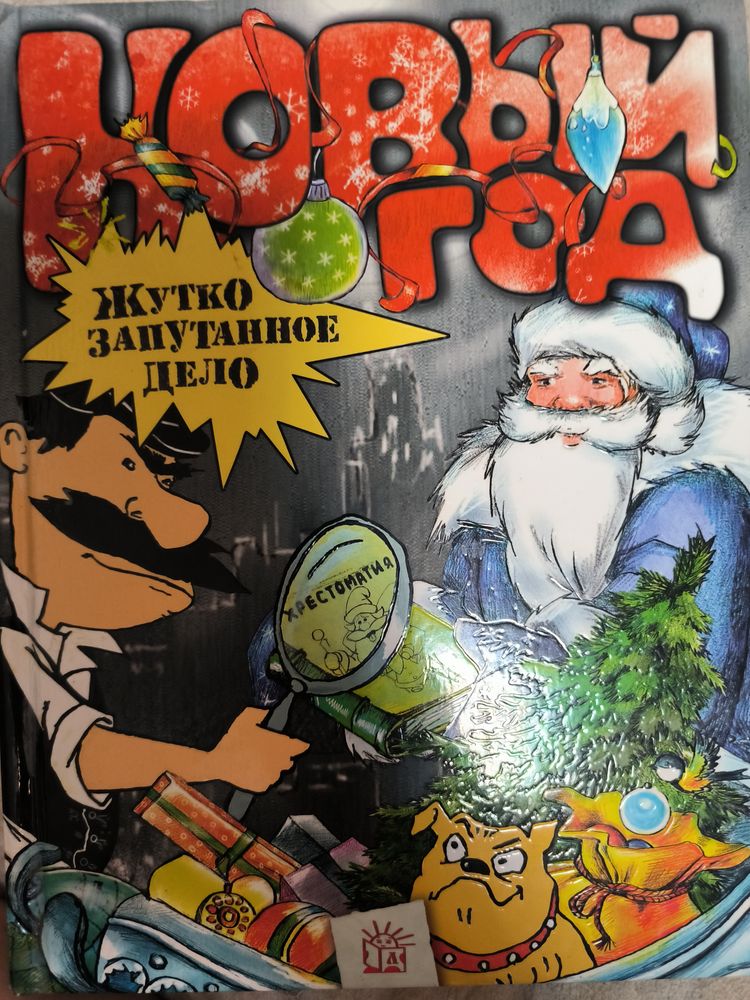 НОВЫЙ
ГОД
ЖУТКО
ЗАПУТАННОЕ
ДЕЛО
ХРЕСТОМАТИЯ